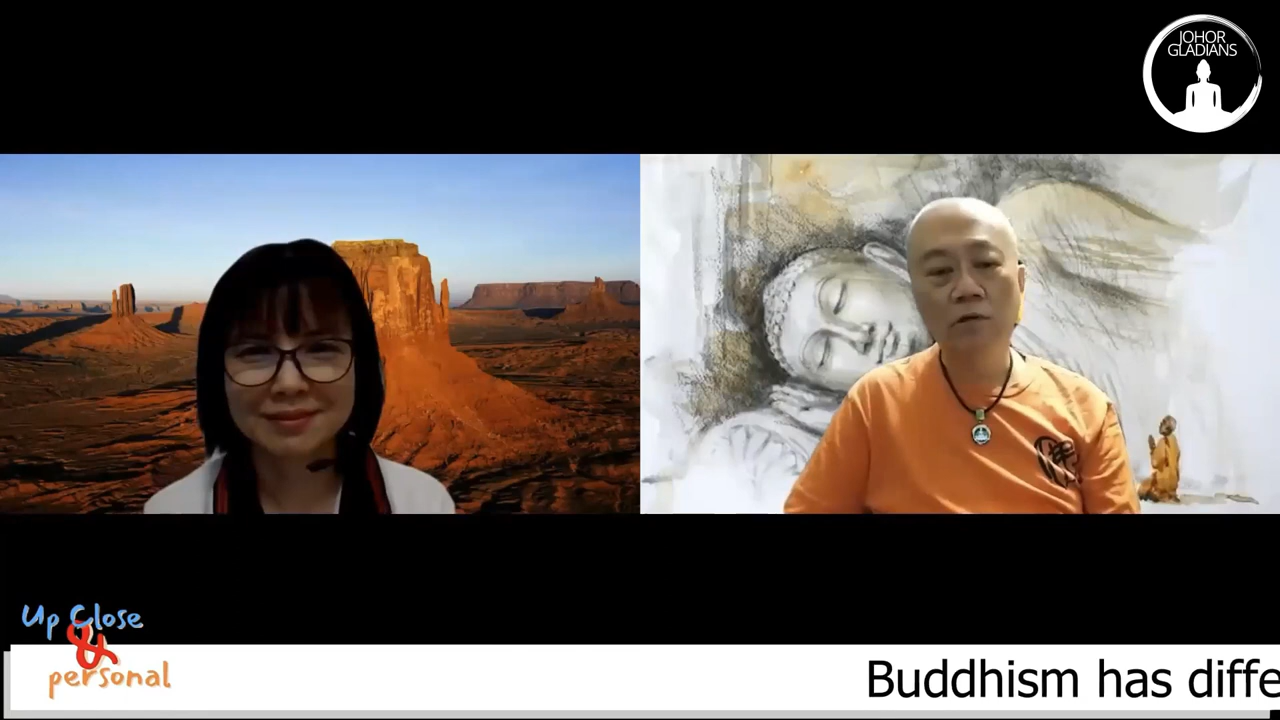 JOHOR
GLADIANS
Up Close
&
personal
Buddhism has diffe